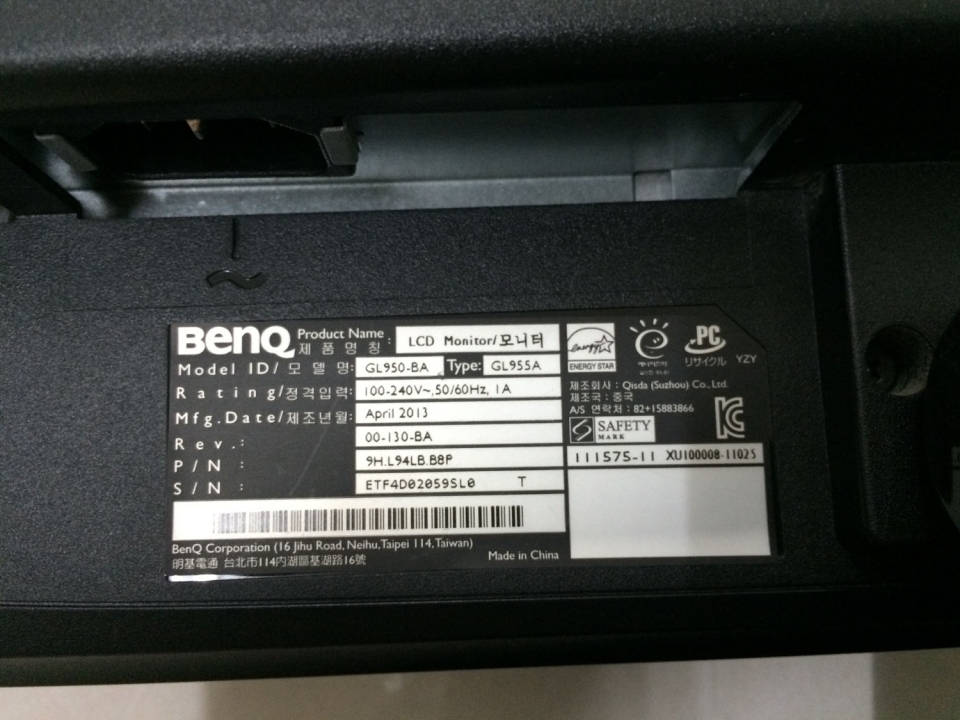 BenQ Product Name 제 품 명 칭 : LCD Monitor/모니터
Model ID/ 모 델 명: GL950-BA Type: GL955A
Rating/정격입력: 100-240V~,50/60Hz, 1A
Mfg.Date/제조년월: April 2013
Rev.: 00-130-BA
P/N : 9H.L94LB.B8P
S/N : ETF4D02059SL0 T
BenQ Corporation (16 Jihu Road, Neihu,Taipei 114,Taiwan)
明基電通 台北市114內湖區基湖路16號
Made in China
energy
ENERGY STAR
PC
リサイクル
YZY
제조회사 : Qisda (Suzhou) Co., Ltd.
제조국 : 중국
A/S 연락처 : 82+15883866
S SAFETY
MARK
111575-11 XU100008-11025